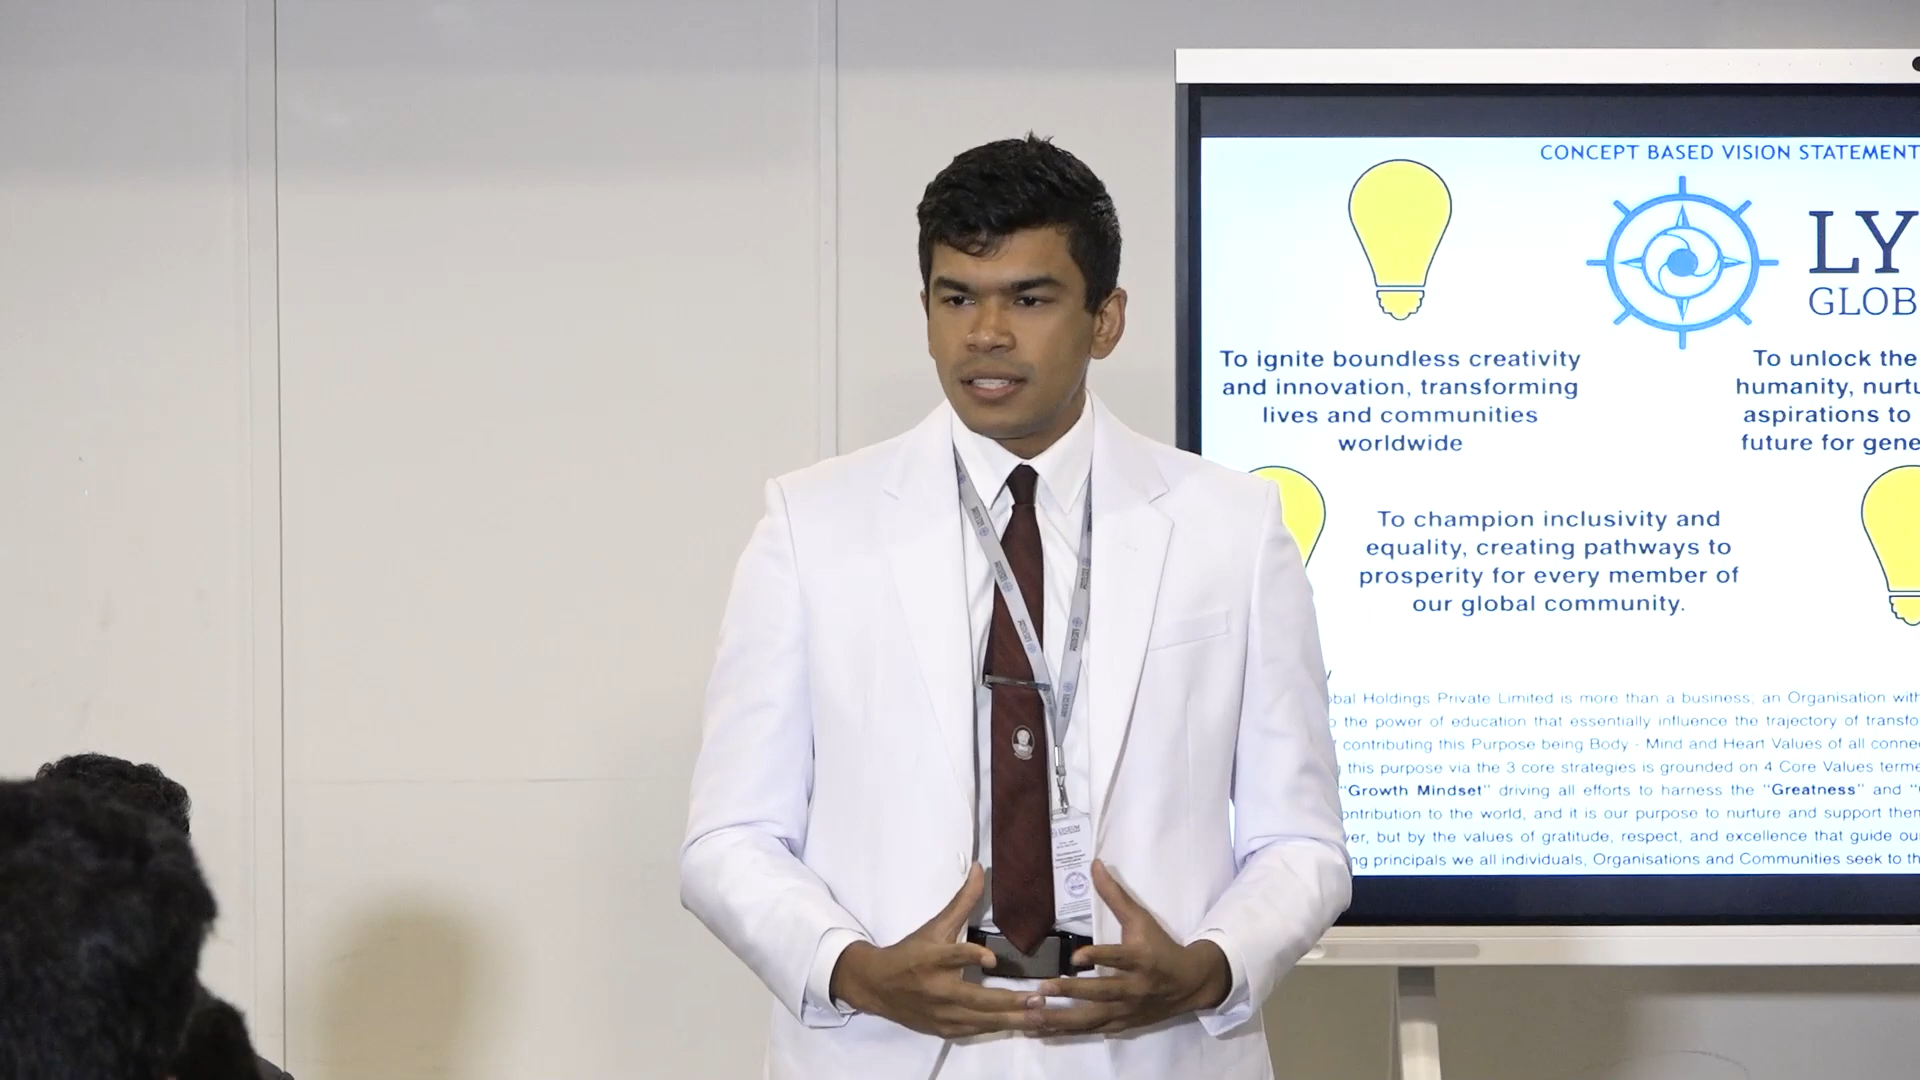 CONCEPT BASED VISION STATEMENT
LY
GLOB
To ignite boundless creativity
and innovation, transforming
lives and communities
worldwide
To unlock the
humanity, nurtu
aspirations to
future for gene
To champion inclusivity and
equality, creating pathways to
prosperity for every member of
our global community.
bal Holdings Private Limited is more than a business; an Organisation with
the power of education that essentially influence the trajectory of transfo
contributing this Purpose being Body - Mind and Heart Values of all conne
this purpose via the 3 core strategies is grounded on 4 Core Values terme
"Growth Mindset" driving all efforts to harness the "Greatness" and "
ontribution to the world, and it is our purpose to nurture and support then
ver, but by the values of gratitude, respect, and excellence that guide ou
ng principals we all individuals, Organisations and Communities seek to th